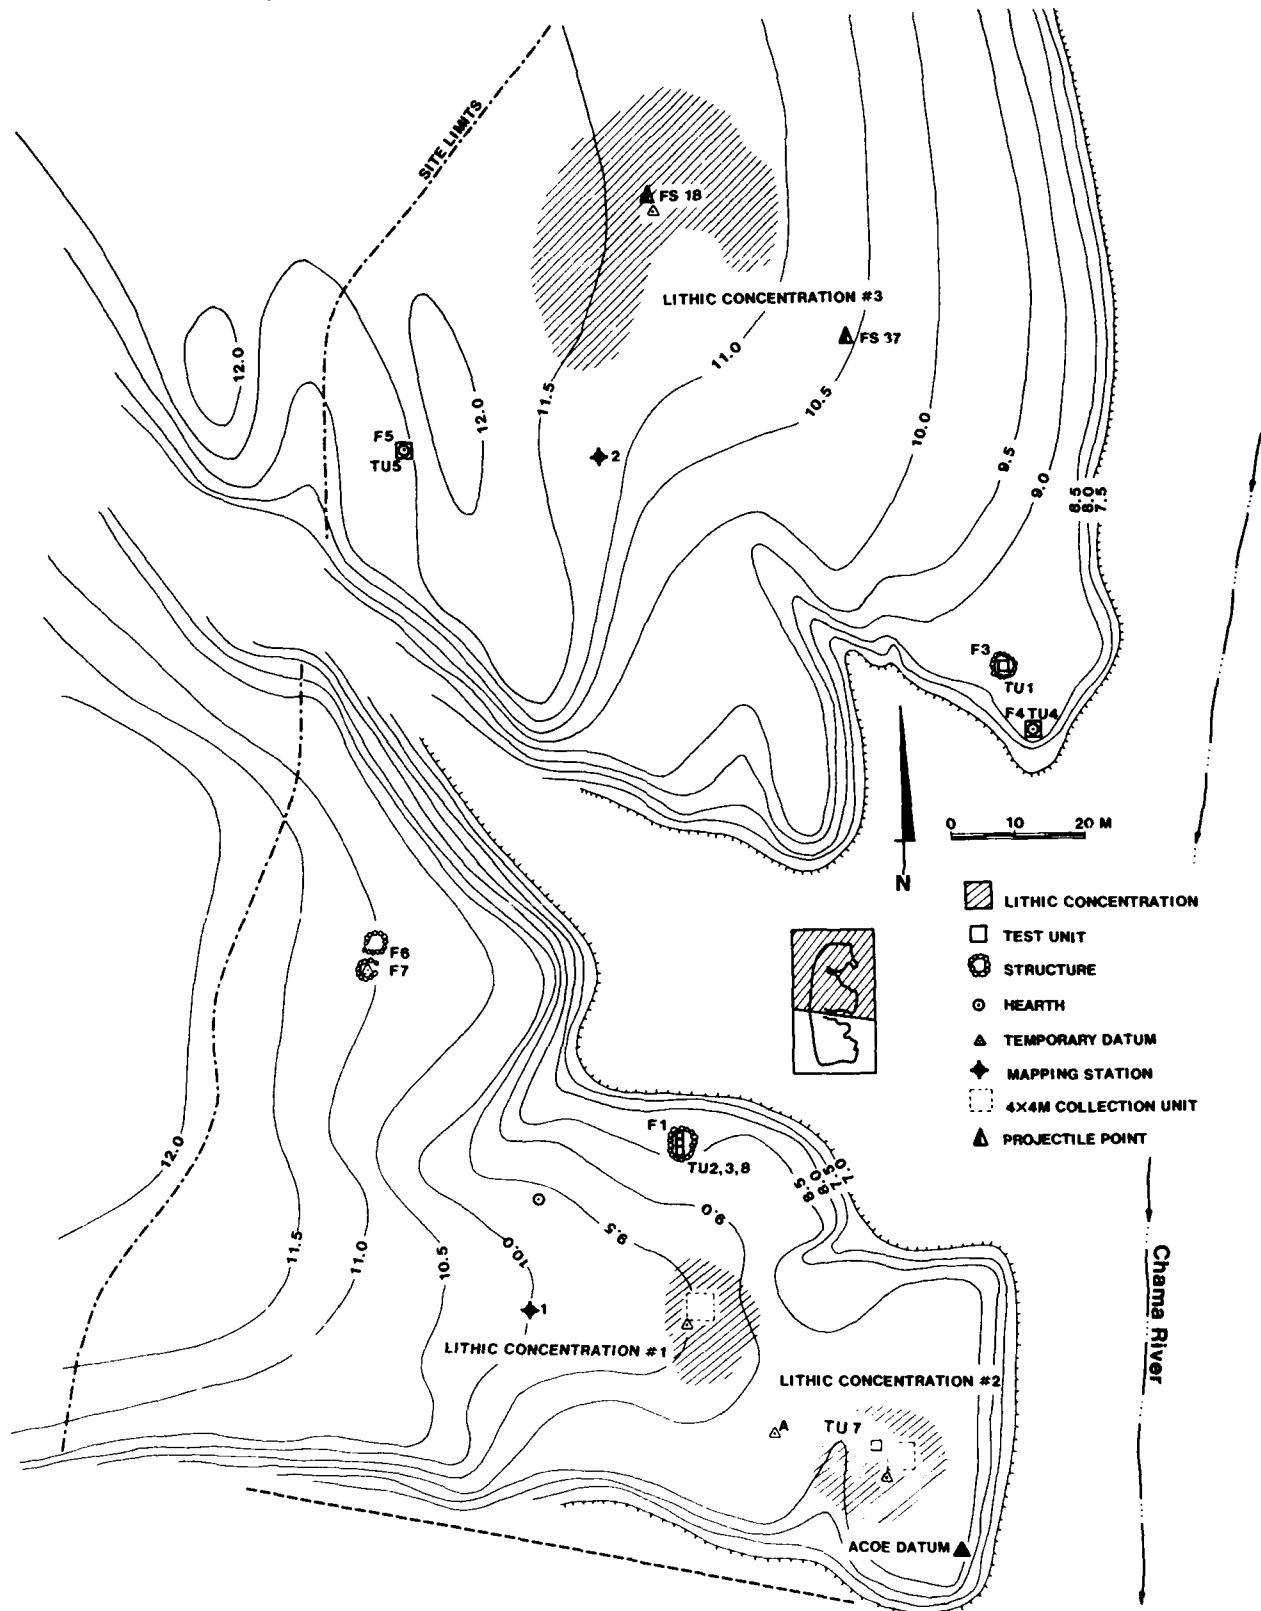 SITE LIMITS
FS 18
LITHIC CONCENTRATION #3
FS 37
12.0
12.0
11.5
11.0
10.5
10.0
9.5
9.0
8.5
8.0
7.5
F5
TU5
2
F3
TU1
F4 TU4
0 10 20 M
N
LITHIC CONCENTRATION
TEST UNIT
STRUCTURE
HEARTH
TEMPORARY DATUM
MAPPING STATION
4X4M COLLECTION UNIT
PROJECTILE POINT
F6
F7
F1
TU2,3,8
8.5
8.0
7.5
7.0
12.0
11.5
11.0
10.5
10.0
9.5
9.0
1
LITHIC CONCENTRATION #1
LITHIC CONCENTRATION #2
A
TU 7
ACOE DATUM
Chama River